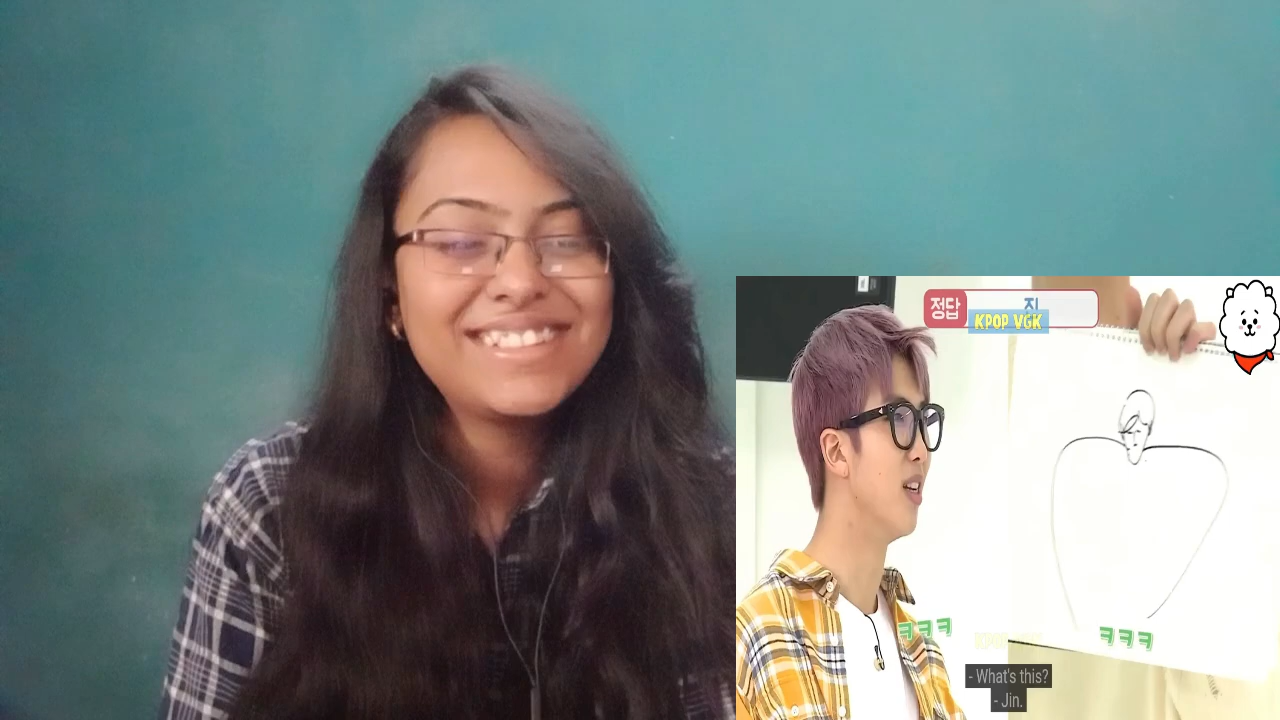 정답 진
KPOP VGK
ㅋㅋㅋ
ㅋㅋㅋ
- What's this?
- Jin.